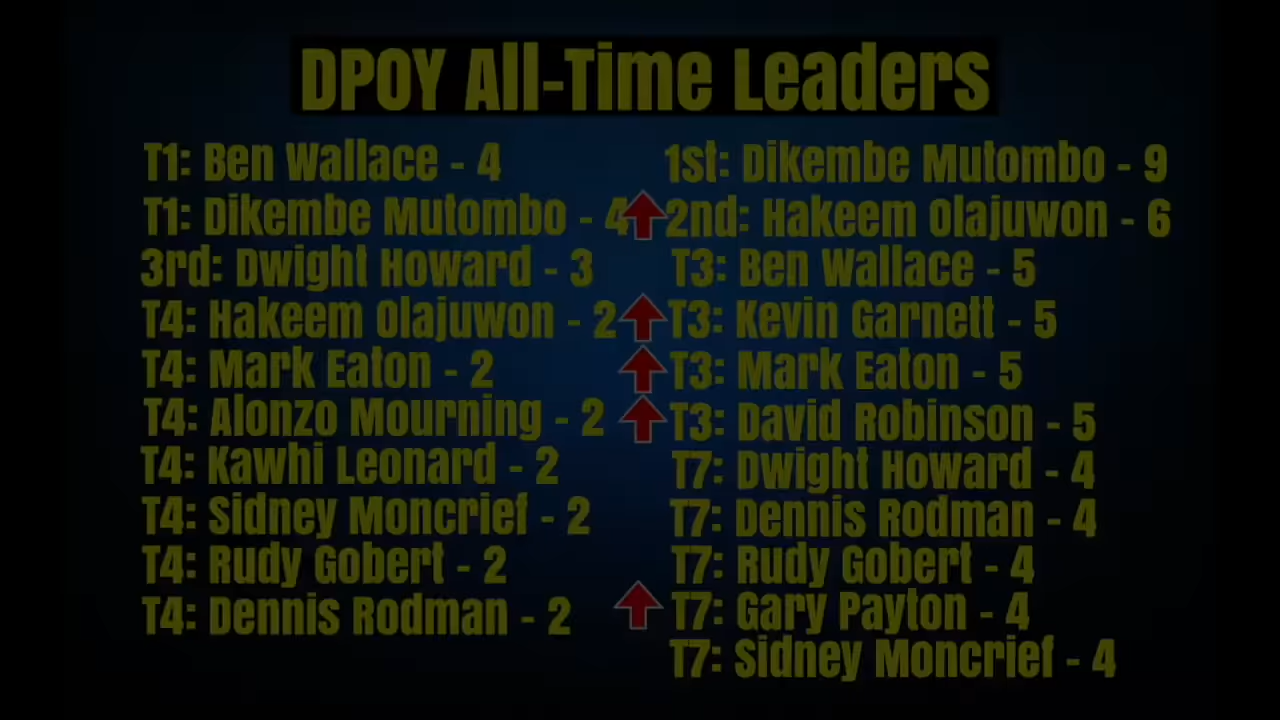 DPOY All-Time Leaders
T1: Ben Wallace - 4
T1: Dikembe Mutombo - 4
3rd: Dwight Howard - 3
T4: Hakeem Olajuwon - 2
T4: Mark Eaton - 2
T4: Alonzo Mourning - 2
T4: Kawhi Leonard - 2
T4: Sidney Moncrief - 2
T4: Rudy Gobert - 2
T4: Dennis Rodman - 2
1st: Dikembe Mutombo - 9
2nd: Hakeem Olajuwon - 6
T3: Ben Wallace - 5
T3: Kevin Garnett - 5
T3: Mark Eaton - 5
T3: David Robinson - 5
T7: Dwight Howard - 4
T7: Dennis Rodman - 4
T7: Rudy Gobert - 4
T7: Gary Payton - 4
T7: Sidney Moncrief - 4